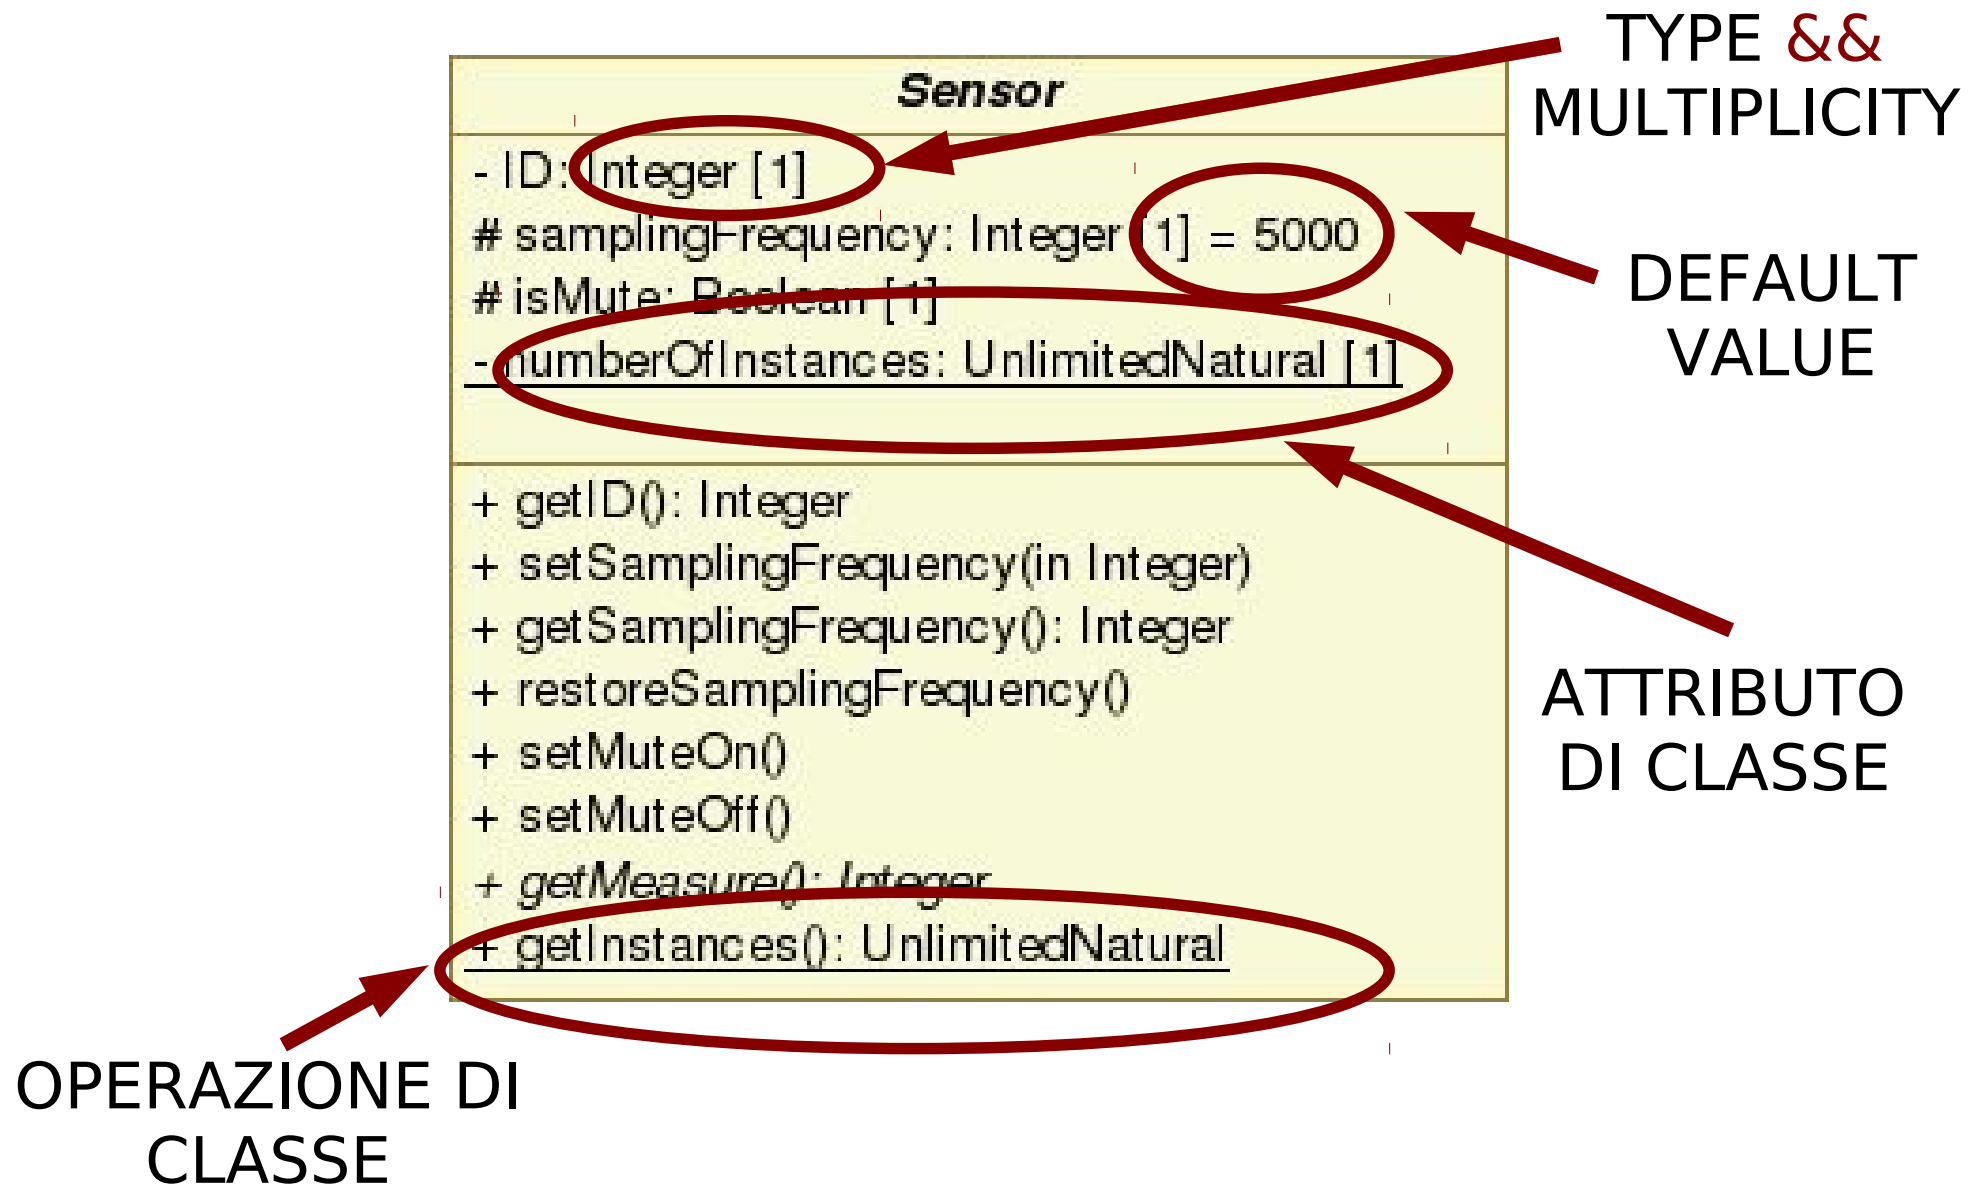 TYPE &&
MULTIPLICITY
Sensor
- ID: Integer [1]
# samplingFrequency: Integer [1] = 5000
# isMute: Boolean [1]
- numberOfInstances: UnlimitedNatural [1]
DEFAULT
VALUE
+ getID(): Integer
+ setSamplingFrequency(in Integer)
+ getSamplingFrequency(): Integer
+ restoreSamplingFrequency()
+ setMuteOn()
+ setMuteOff()
+ getMeasure(): Integer
+ getInstances(): UnlimitedNatural
ATTRIBUTO
DI CLASSE
OPERAZIONE DI
CLASSE